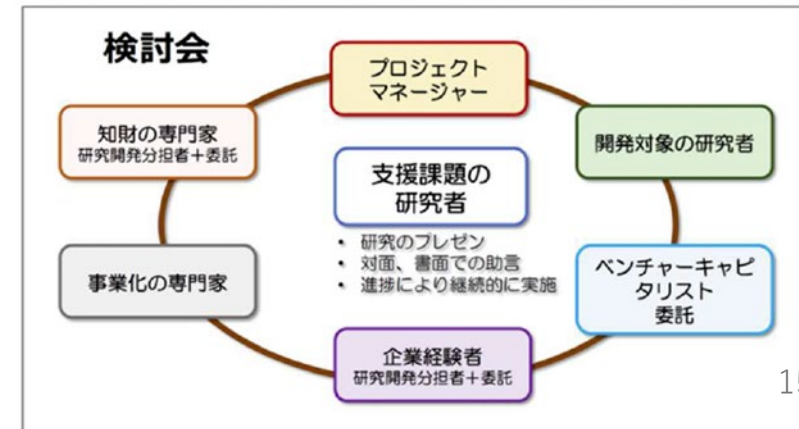 検討会
プロジェクト
マネージャー
知財の専門家
研究開発分担者＋委託
開発対象の研究者
支援課題の
研究者
• 研究のプレゼン
• 対面、書面での助言
• 進捗により継続的に実施
事業化の専門家
ベンチャーキャピ
タリスト
委託
企業経験者
研究開発分担者＋委託
15